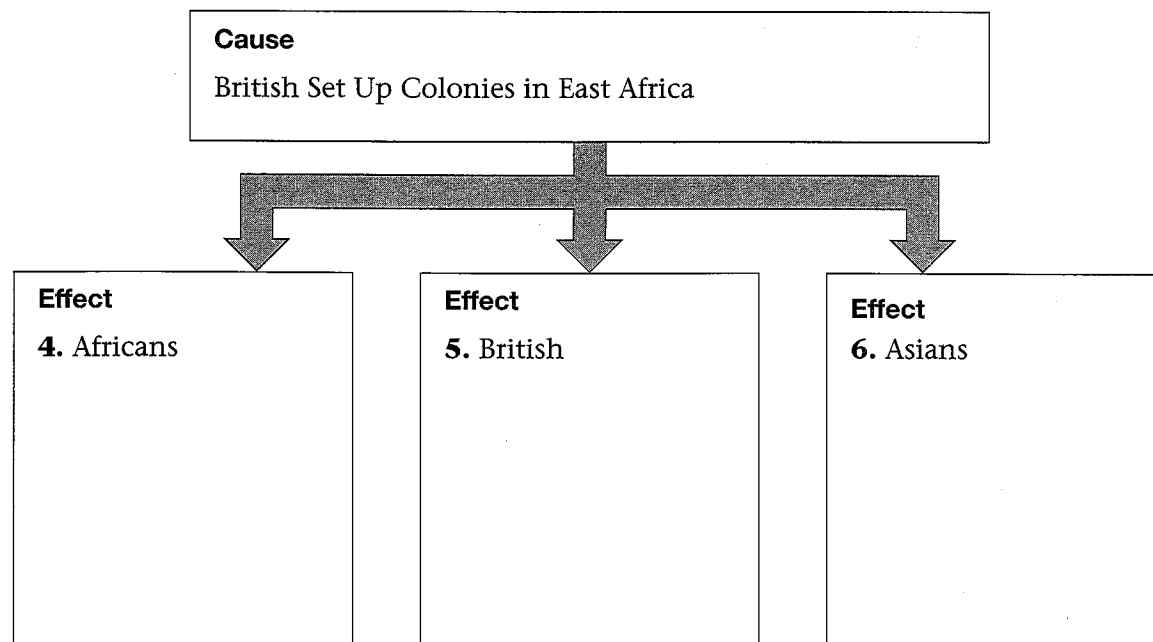 Cause
British Set Up Colonies in East Africa
Effect
4. Africans
Effect
5. British
Effect
6. Asians